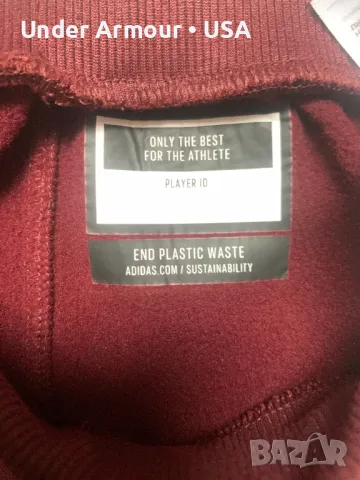 Under Armour • USA
ONLY THE BEST
FOR THE ATHLETE
PLAYER ID
END PLASTIC WASTE
ADIDAS.COM / SUSTAINABILITY
BAZAR